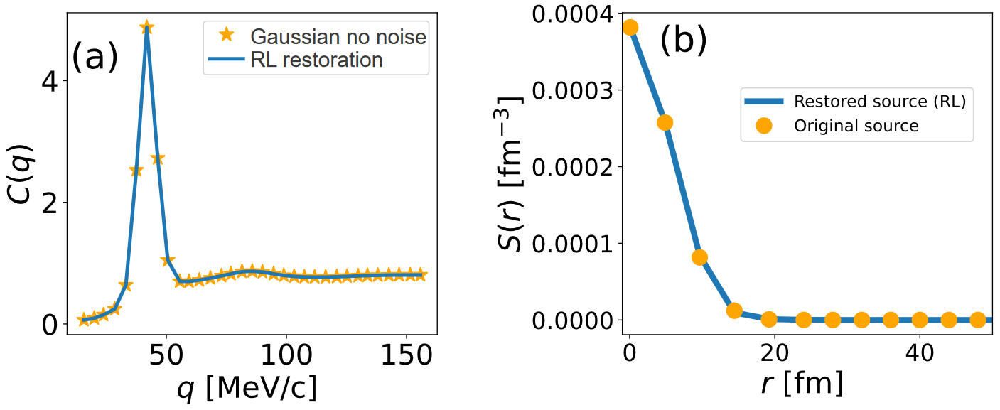 (a)
Gaussian no noise
RL restoration
C(q)
4
2
0
50
100
150
q [MeV/c]
(b)
Restored source (RL)
Original source
S(r) [fm⁻³]
0.0004
0.0003
0.0002
0.0001
0.0000
0
20
40
r [fm]